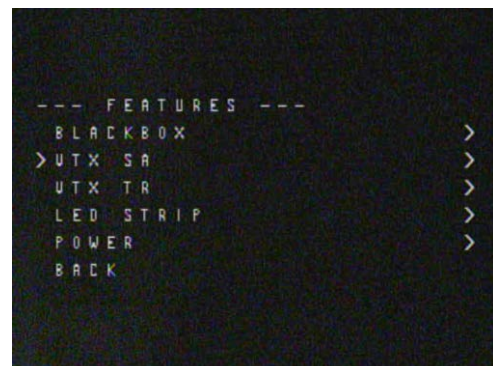 --- FEATURES ---
BLACKBOX >
>VTX SA >
VTX TR >
LED STRIP >
POWER >
BACK